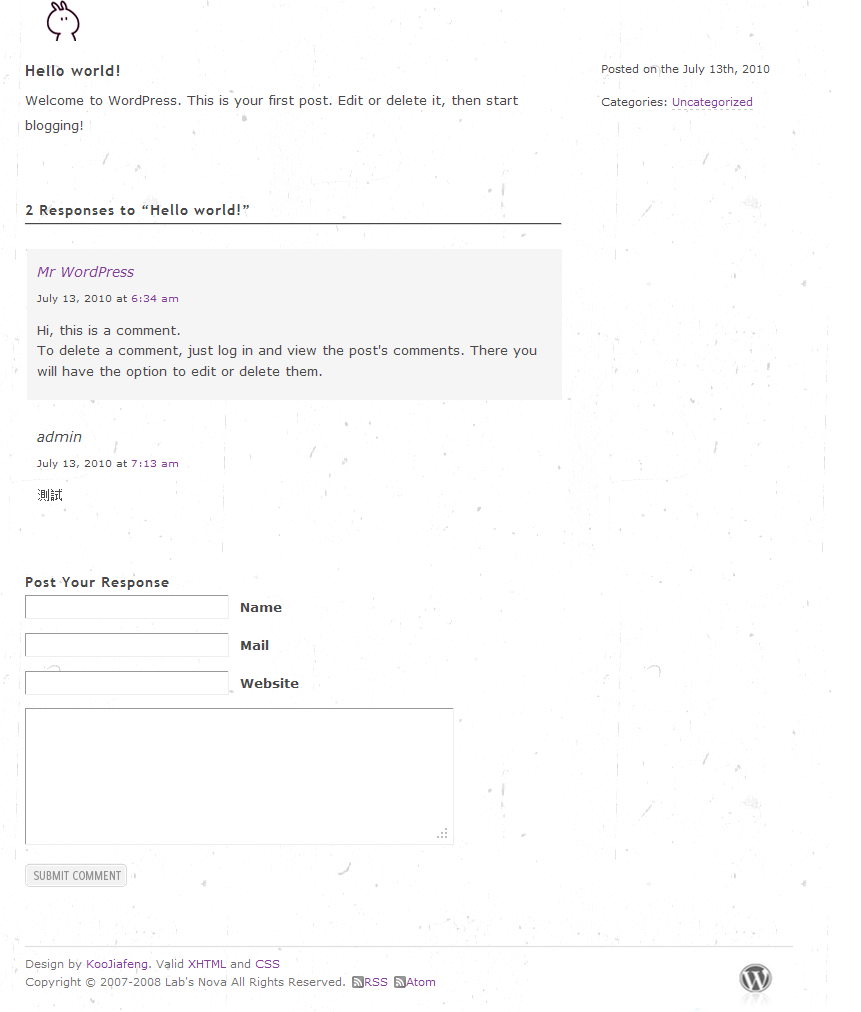 Hello world!
Posted on the July 13th, 2010
Welcome to WordPress. This is your first post. Edit or delete it, then start
blogging!
Categories: Uncategorized
2 Responses to “Hello world!”
Mr WordPress
July 13, 2010 at 6:34 am
Hi, this is a comment.
To delete a comment, just log in and view the post's comments. There you
will have the option to edit or delete them.
admin
July 13, 2010 at 7:13 am
測試
Post Your Response
Name
Mail
Website
SUBMIT COMMENT
Design by KooJiafeng. Valid XHTML and CSS
Copyright © 2007-2008 Lab's Nova All Rights Reserved. RSS Atom